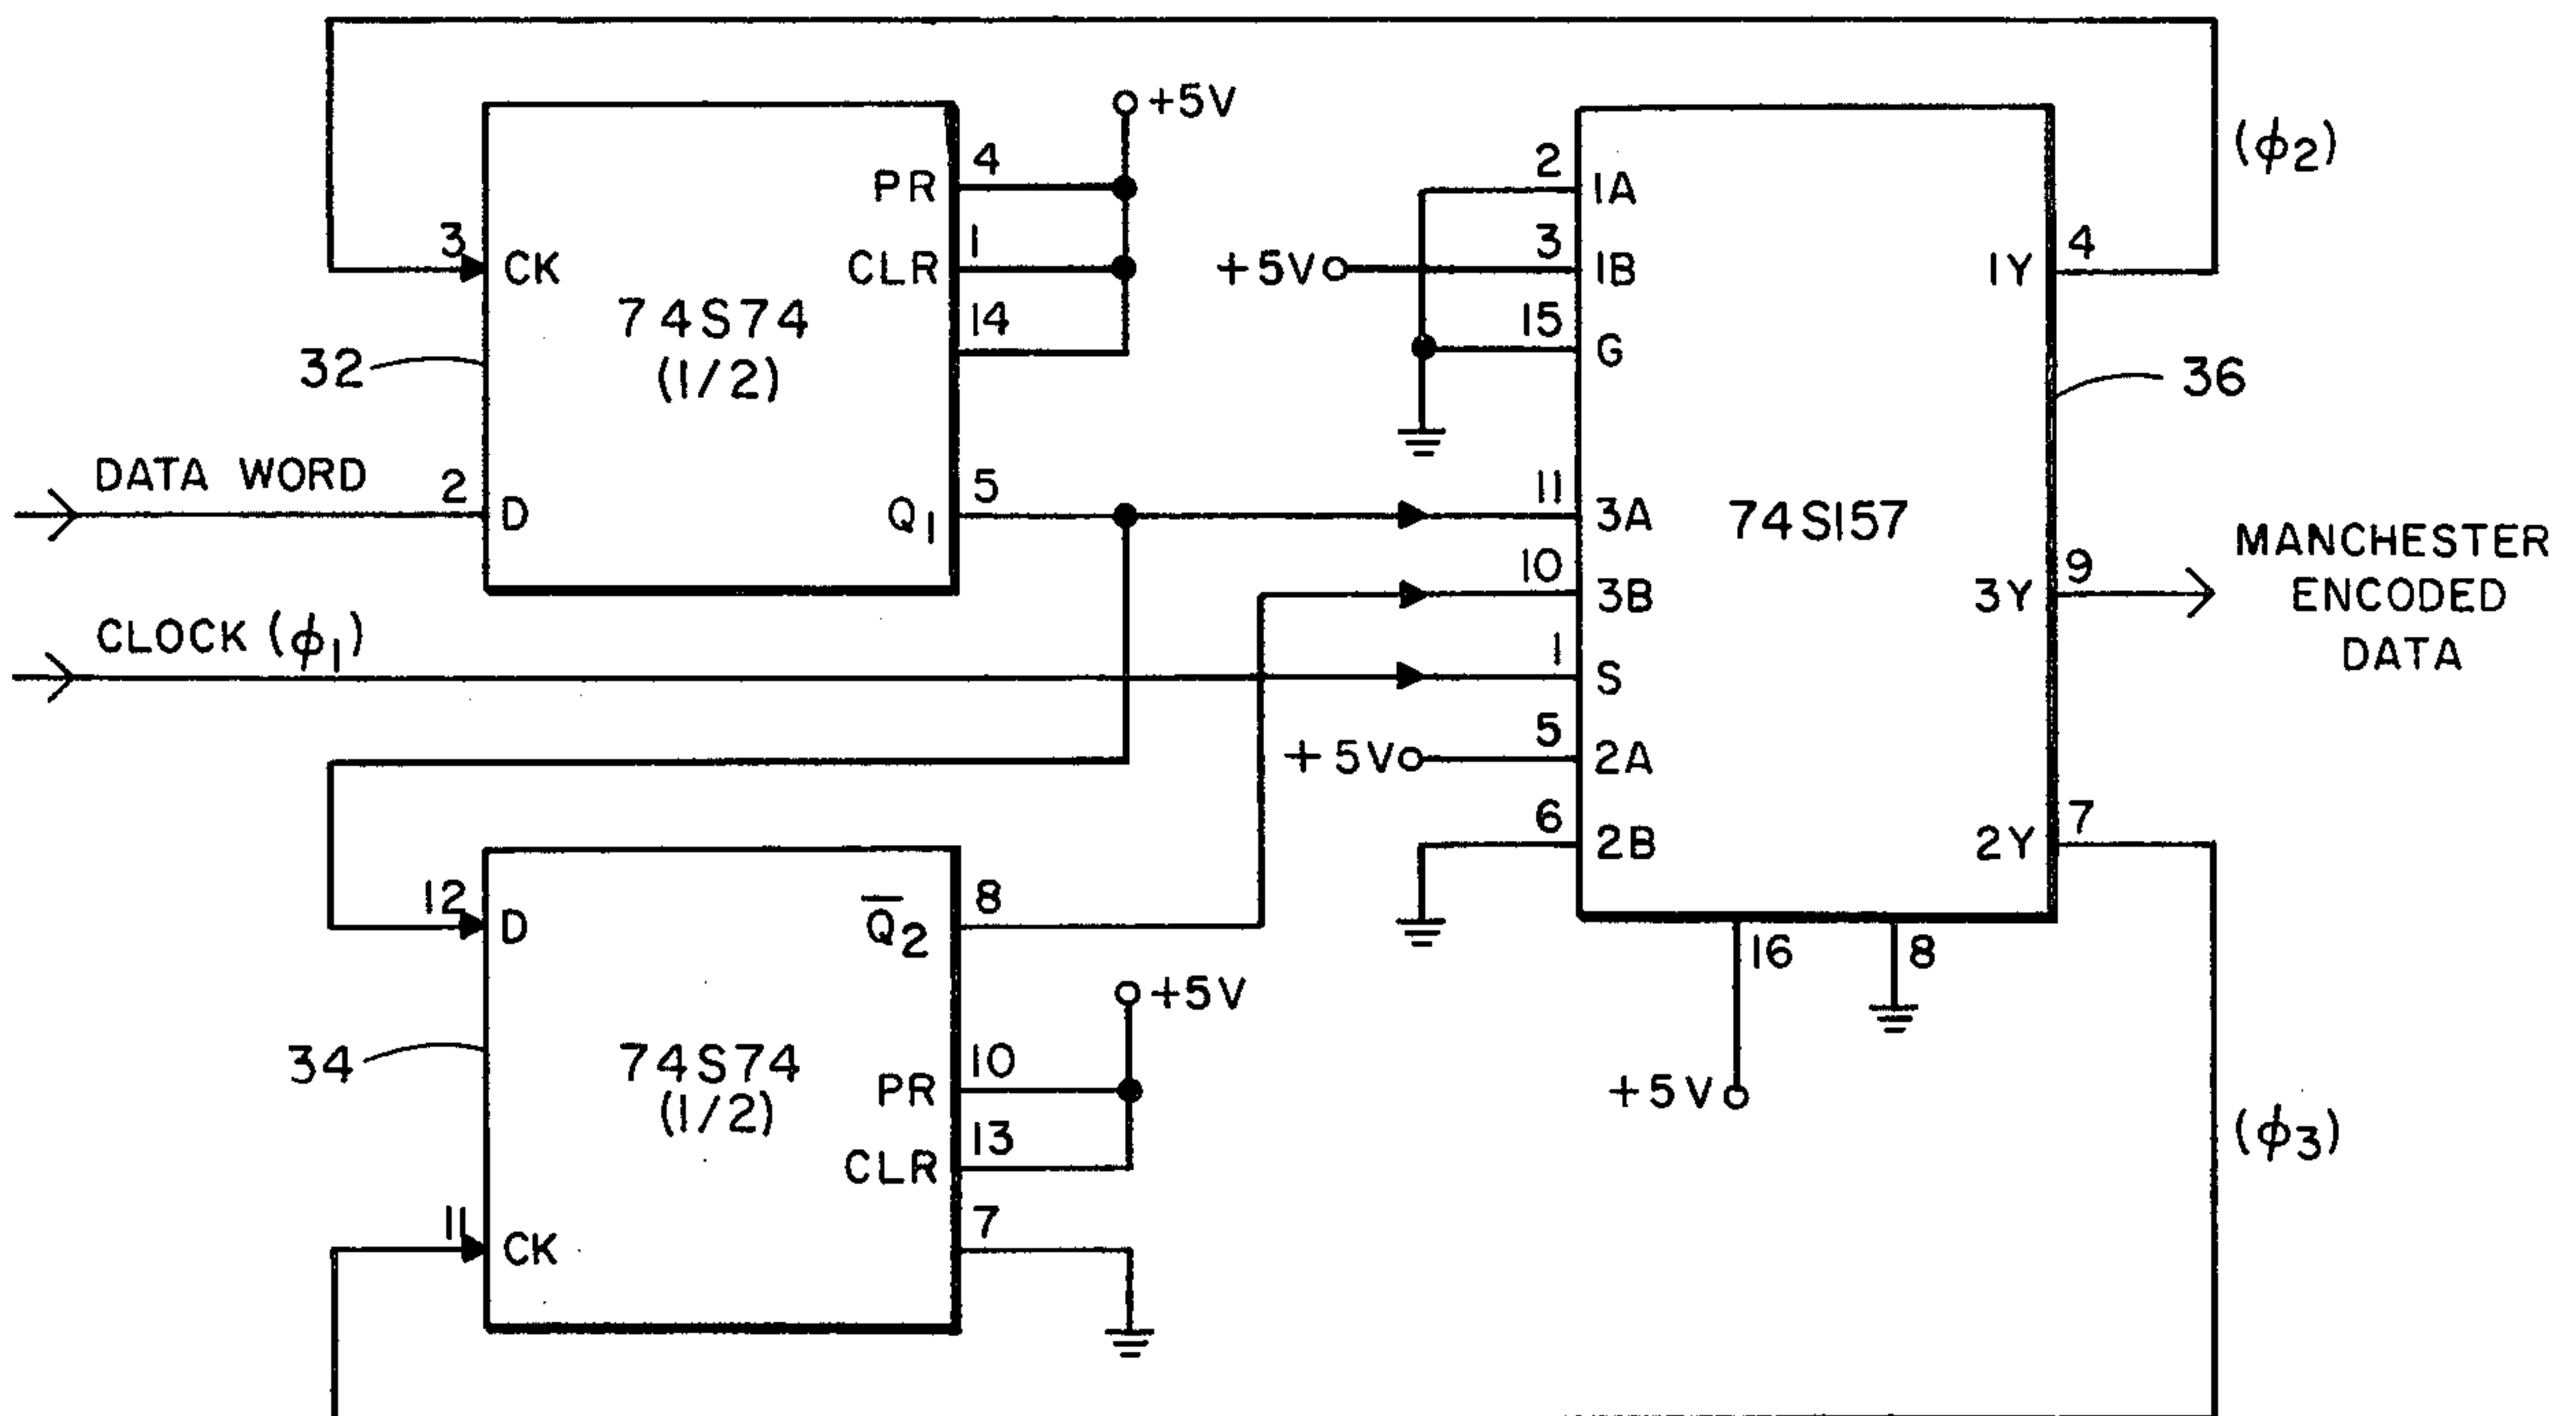 +5V
(ϕ2)
PR 4
CLR 1
14
3 CK
74S74
(1/2)
32
DATA WORD
2 D
Q1 5
CLOCK (ϕ1)
2 1A
+5V 3 1B
15 G
11 3A
10 3B
1 S
+5V 5 2A
6 2B
74S157
1Y 4
36
3Y 9
MANCHESTER
ENCODED
DATA
2Y 7
16
8
+5V
12 D
Q̅2 8
34
74S74
(1/2)
+5V
PR 10
CLR 13
11 CK
7
(ϕ3)